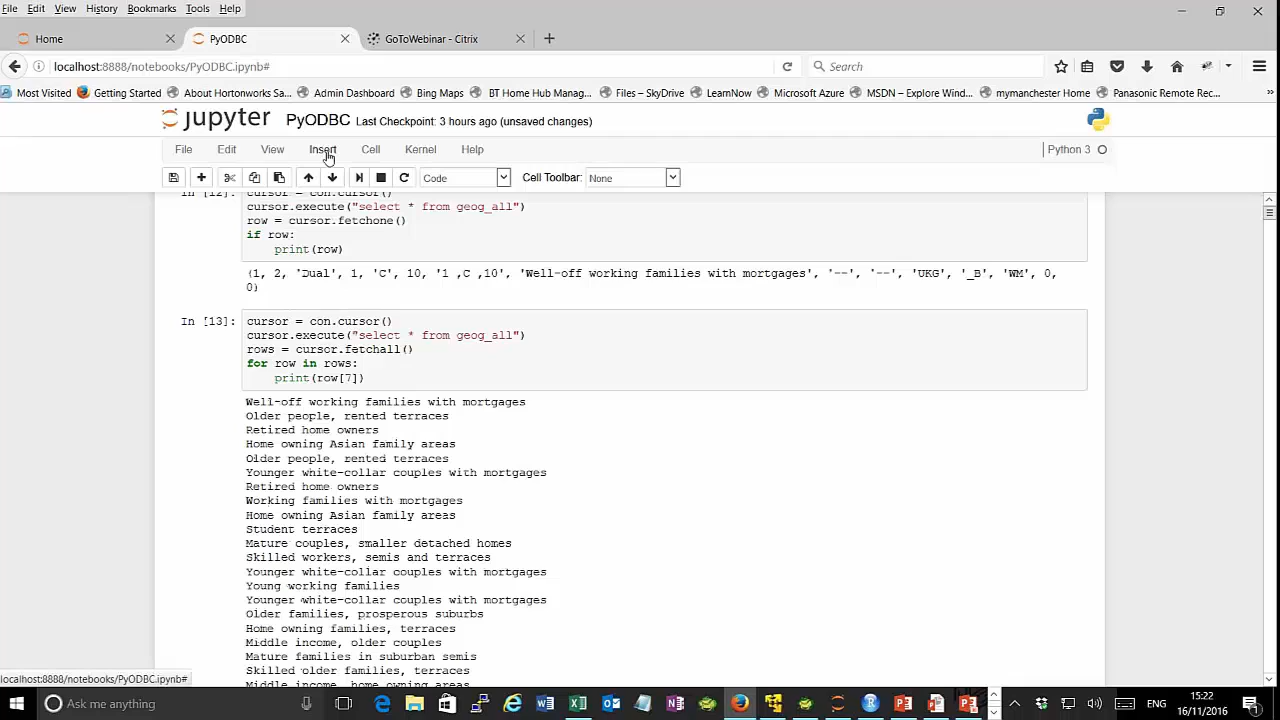 File Edit View History Bookmarks Tools Help
Home PyODBC GoToWebinar - Citrix
localhost:8888/notebooks/PyODBC.ipynb# Search
Most Visited Getting Started About Hortonworks Sa... Admin Dashboard Bing Maps BT Home Hub Manag... Files – SkyDrive LearnNow Microsoft Azure MSDN – Explore Wind... mymanchester Home Panasonic Remote Rec...
jupyter PyODBC Last Checkpoint: 3 hours ago (unsaved changes)
File Edit View Insert Cell Kernel Help Python 3
Code Cell Toolbar: None
In [12]: cursor = con.cursor()
cursor.execute("select * from geog_all")
row = cursor.fetchone()
if row:
print(row)
(1, 2, 'Dual', 1, 'C', 10, '1 ,C ,10', 'Well-off working families with mortgages', '--', '--', 'UKG', '_B', 'WM', 0,
0)
In [13]: cursor = con.cursor()
cursor.execute("select * from geog_all")
rows = cursor.fetchall()
for row in rows:
print(row[7])
Well-off working families with mortgages
Older people, rented terraces
Retired home owners
Home owning Asian family areas
Older people, rented terraces
Younger white-collar couples with mortgages
Retired home owners
Working families with mortgages
Home owning Asian family areas
Student terraces
Mature couples, smaller detached homes
Skilled workers, semis and terraces
Younger white-collar couples with mortgages
Young working families
Younger white-collar couples with mortgages
Older families, prosperous suburbs
Home owning families, terraces
Middle income, older couples
Mature families in suburban semis
Skilled older families, terraces
Middle income, home owning areas
localhost:8888/notebooks/PyODBC.ipynb#
Ask me anything
15:22
16/11/2016